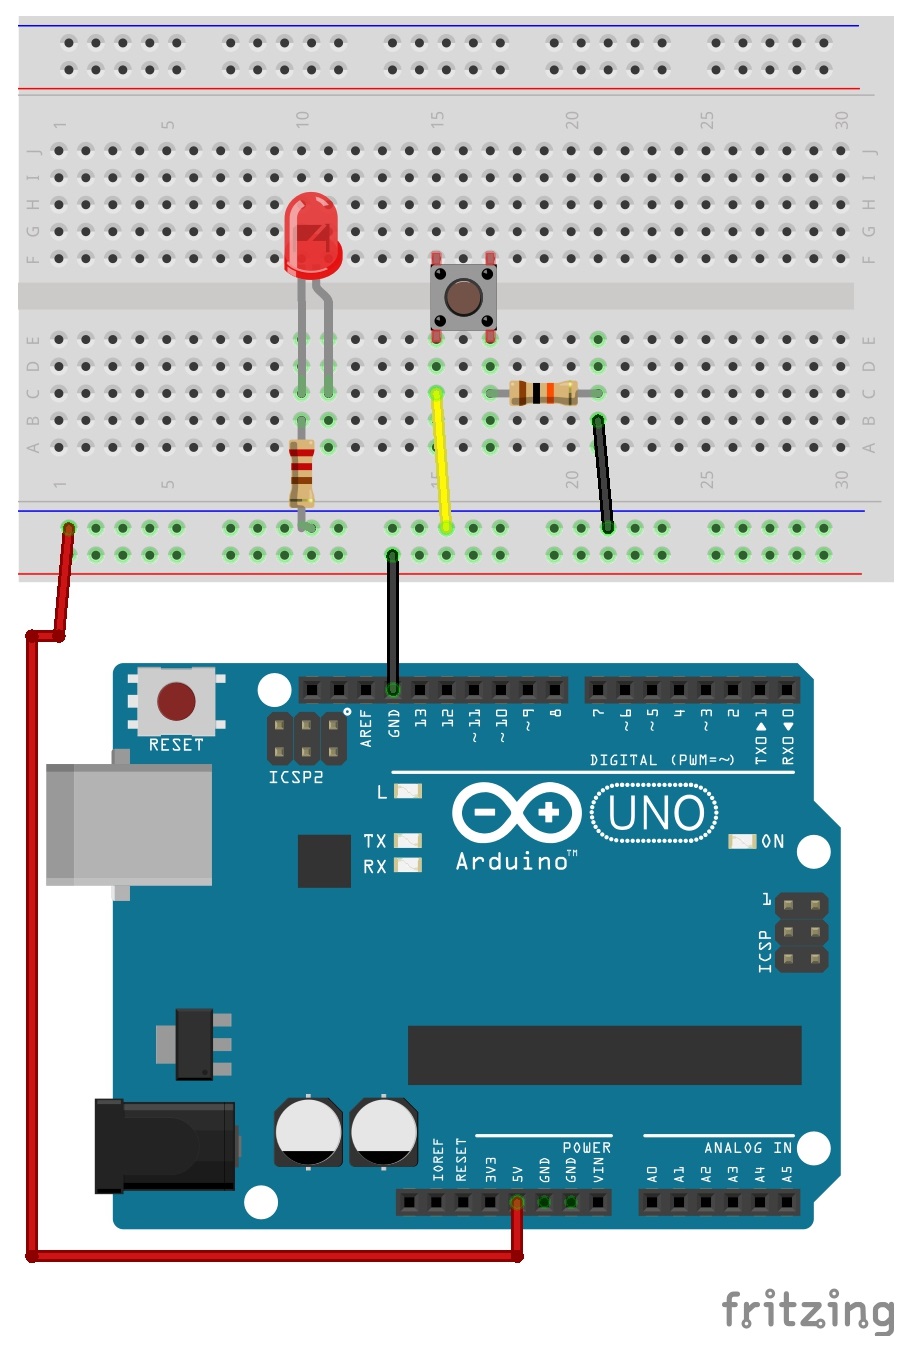 1 5 10 15 20 25 30
J J
I I
H H
G G
F F
E E
D D
C C
B B
A A
1 5 15 20 25 30
RESET
ICSP2
AREF GND 13 12 ~11 ~10 ~9 8 7 ~6 ~5 4 ~3 2 TX0 1 RX0 0
DIGITAL (PWM=~)
L
TX
RX
UNO
Arduino™
ON
1
ICSP
POWER
ANALOG IN
IOREF RESET 3V3 5V GND GND VIN A0 A1 A2 A3 A4 A5
fritzing